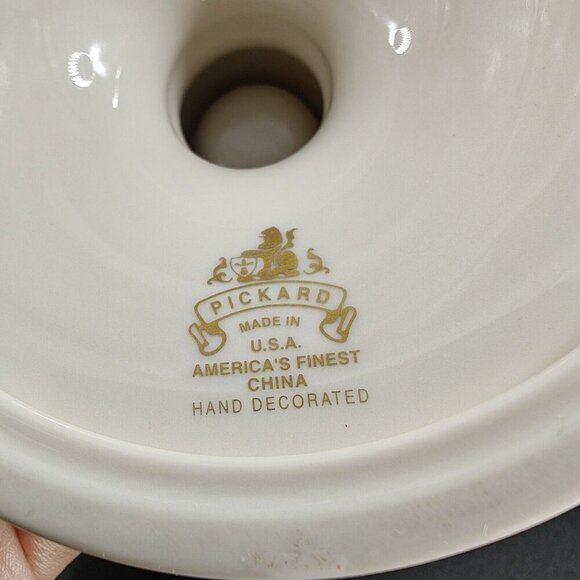 PICKARD
MADE IN
U.S.A.
AMERICA'S FINEST
CHINA
HAND DECORATED